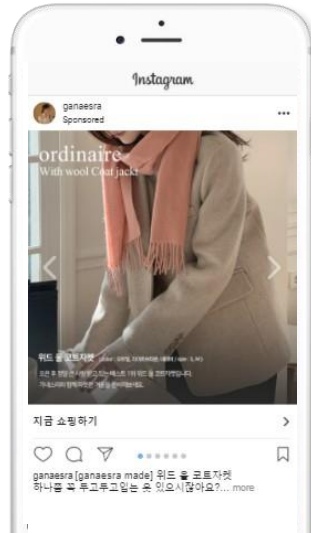 Instagram
ganaesra
Sponsored
ordinaire
With wool Coat jacket
위드 울 코트자켓
지금 쇼핑하기
ganaesra [ganaesra made] 위드 울 코트자켓
하나쯤 꼭 두고두고입는 옷 있으시잖아요?... more